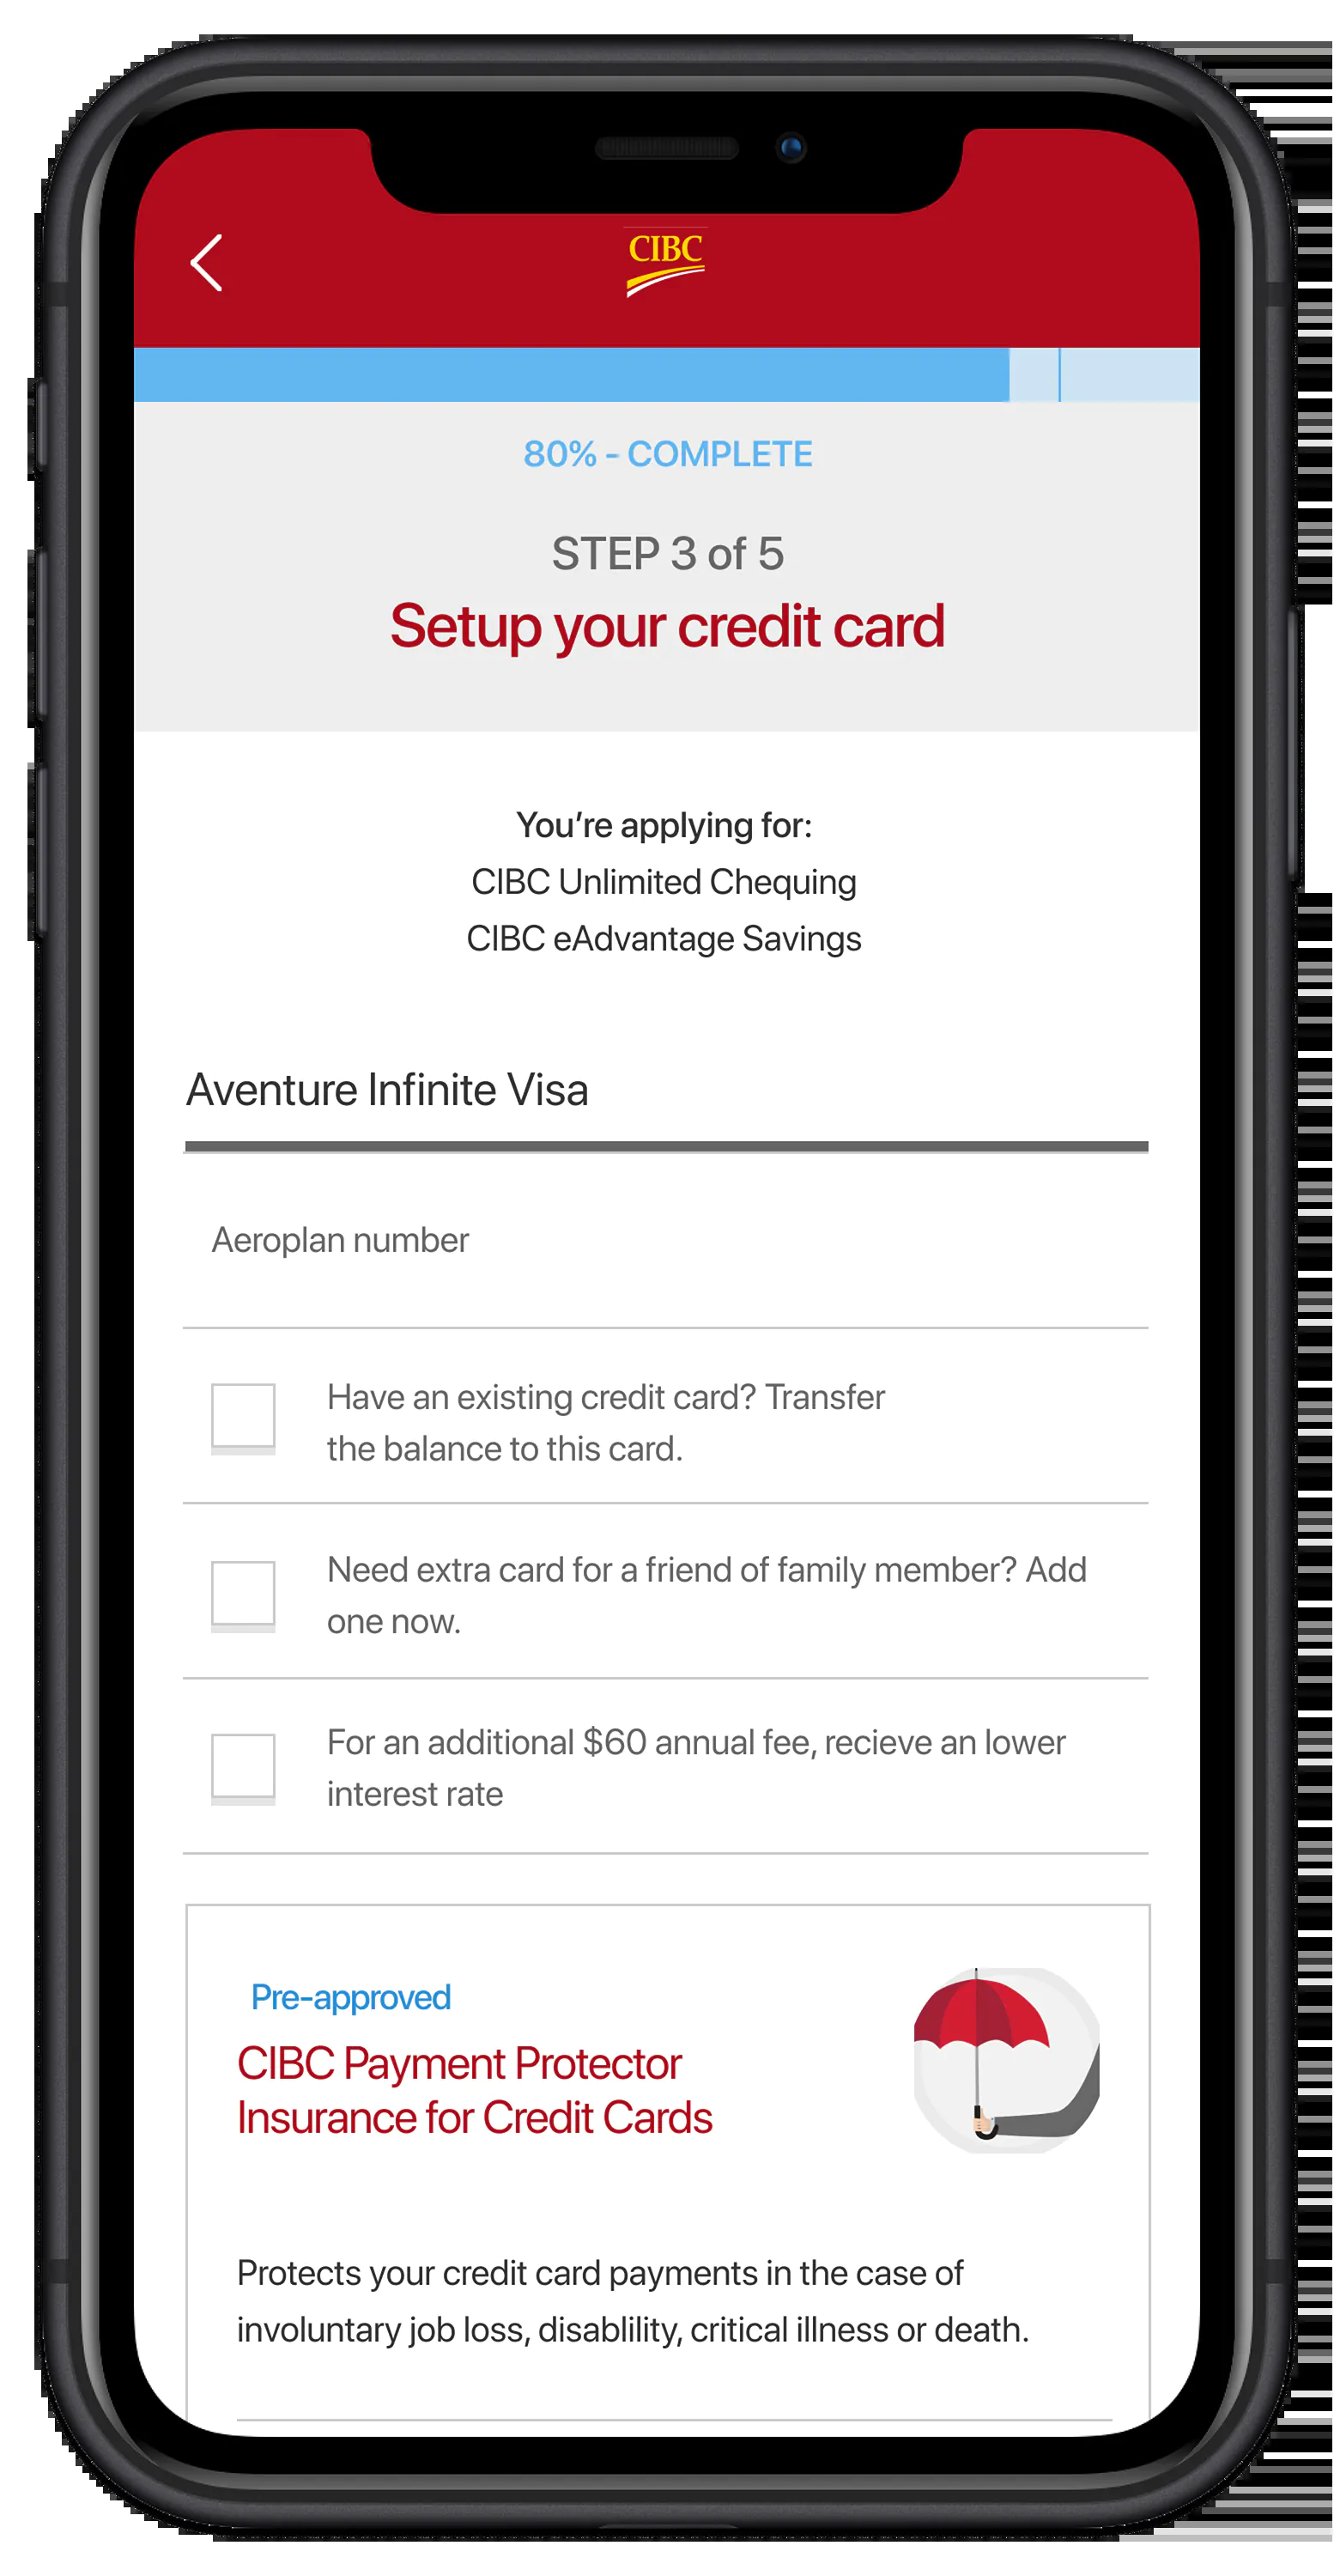 CIBC
80% - COMPLETE
STEP 3 of 5
Setup your credit card
You’re applying for:
CIBC Unlimited Chequing
CIBC eAdvantage Savings
Aventure Infinite Visa
Aeroplan number
Have an existing credit card? Transfer
the balance to this card.
Need extra card for a friend of family member? Add
one now.
For an additional $60 annual fee, recieve an lower
interest rate
Pre-approved
CIBC Payment Protector
Insurance for Credit Cards
Protects your credit card payments in the case of
involuntary job loss, disablility, critical illness or death.